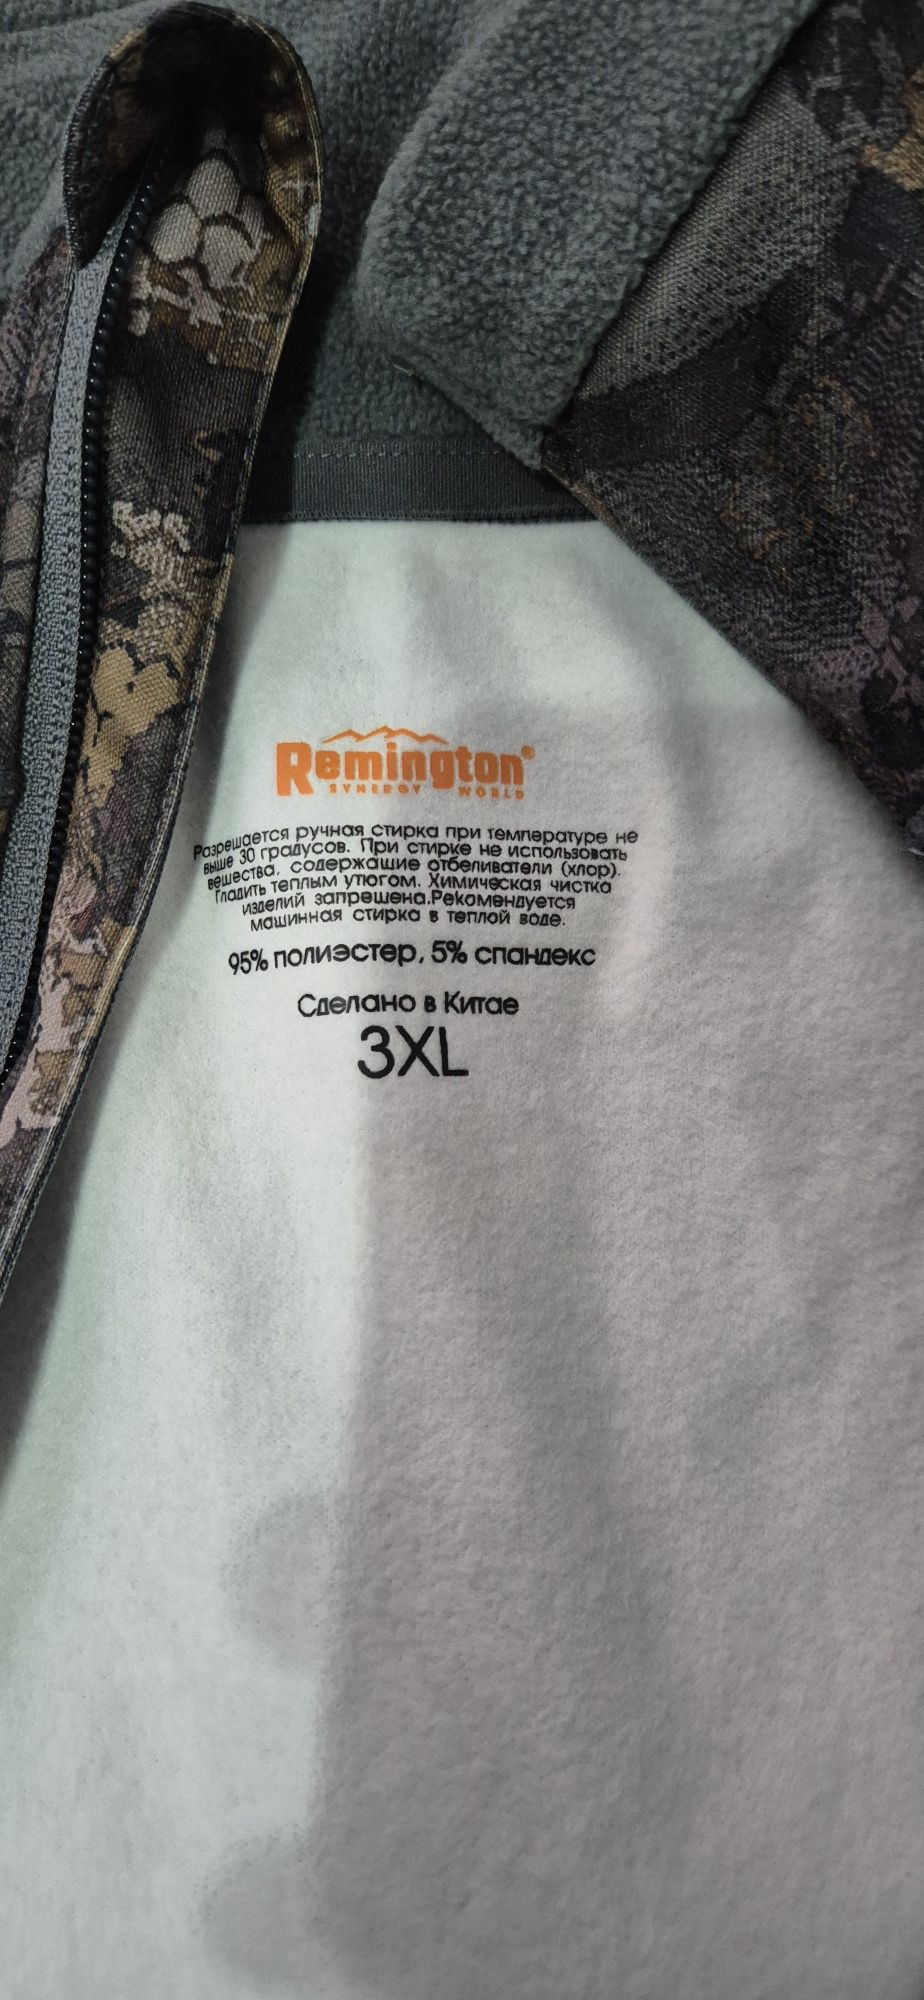 Remington®
SYNERGY WORLD
Разрешается ручная стирка при температуре не
выше 30 градусов. При стирке не использовать
вещества, содержащие отбеливатели (хлор).
Гладить теплым утюгом. Химическая чистка
изделий запрещена.Рекомендуется
машинная стирка в теплой воде.
95% полиэстер, 5% спандекс
Сделано в Китае
3XL